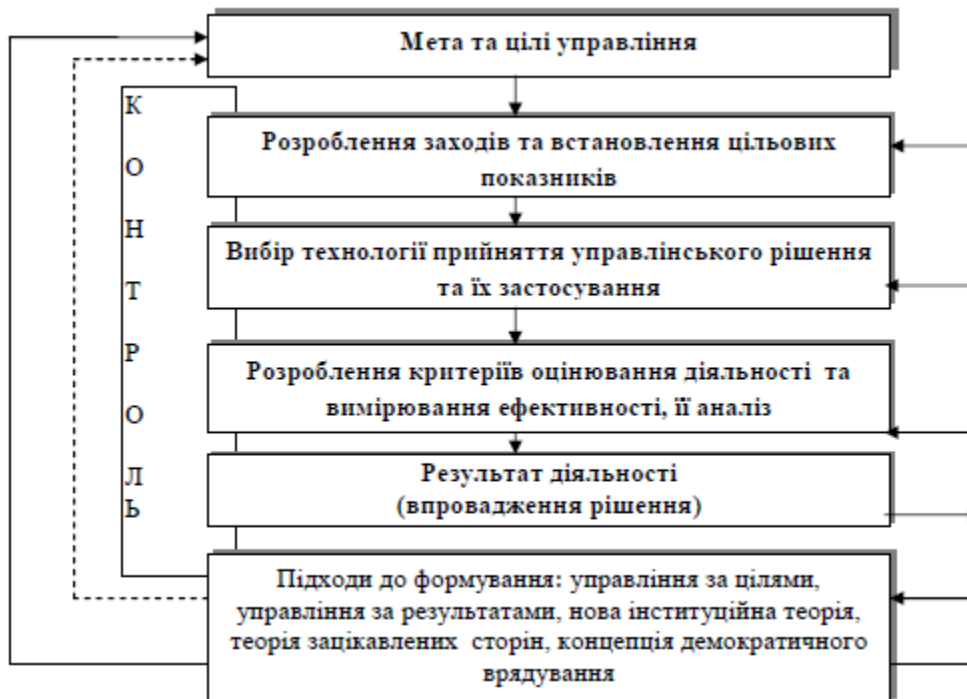 Мета та цілі управління
К
О
Н
Т
Р
О
Л
Ь
Розроблення заходів та встановлення цільових
показників
Вибір технології прийняття управлінського рішення
та їх застосування
Розроблення критеріїв оцінювання діяльності та
вимірювання ефективності, її аналіз
Результат діяльності
(впровадження рішення)
Підходи до формування: управління за цілями,
управління за результатами, нова інституційна теорія,
теорія зацікавлених сторін, концепція демократичного
врядування